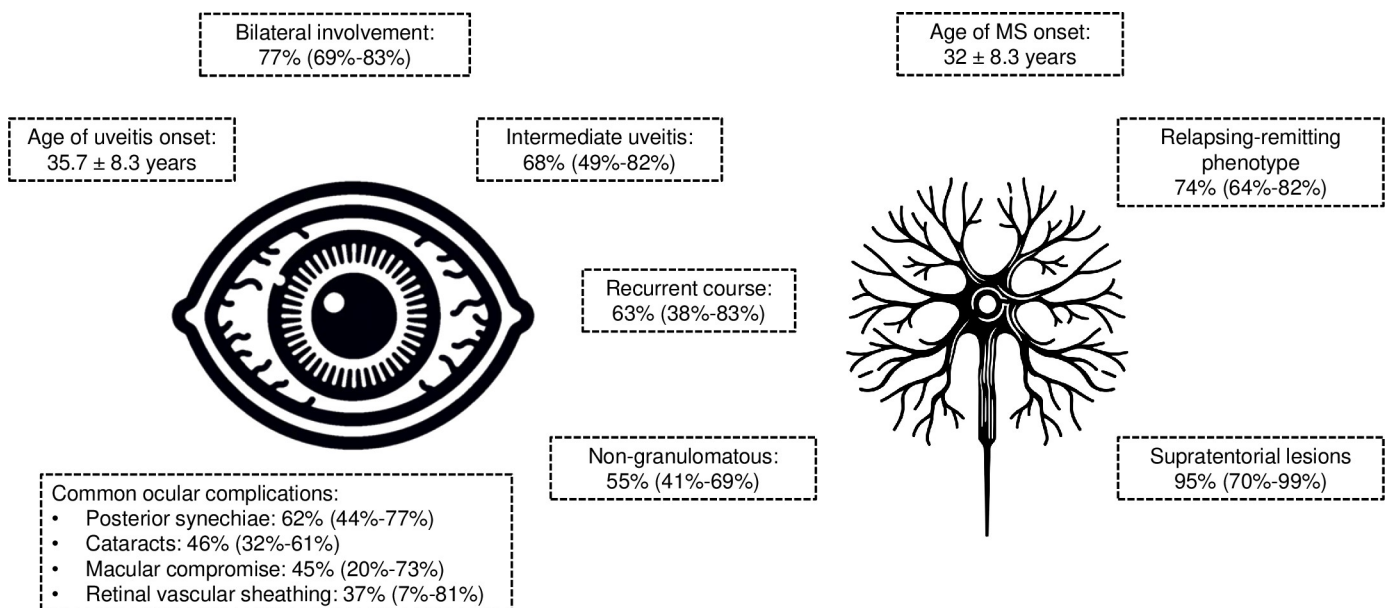 Bilateral involvement:
77% (69%-83%)
Age of MS onset:
32 ± 8.3 years
Age of uveitis onset:
35.7 ± 8.3 years
Intermediate uveitis:
68% (49%-82%)
Relapsing-remitting
phenotype
74% (64%-82%)
Recurrent course:
63% (38%-83%)
Non-granulomatous:
55% (41%-69%)
Supratentorial lesions
95% (70%-99%)
Common ocular complications:
• Posterior synechiae: 62% (44%-77%)
• Cataracts: 46% (32%-61%)
• Macular compromise: 45% (20%-73%)
• Retinal vascular sheathing: 37% (7%-81%)